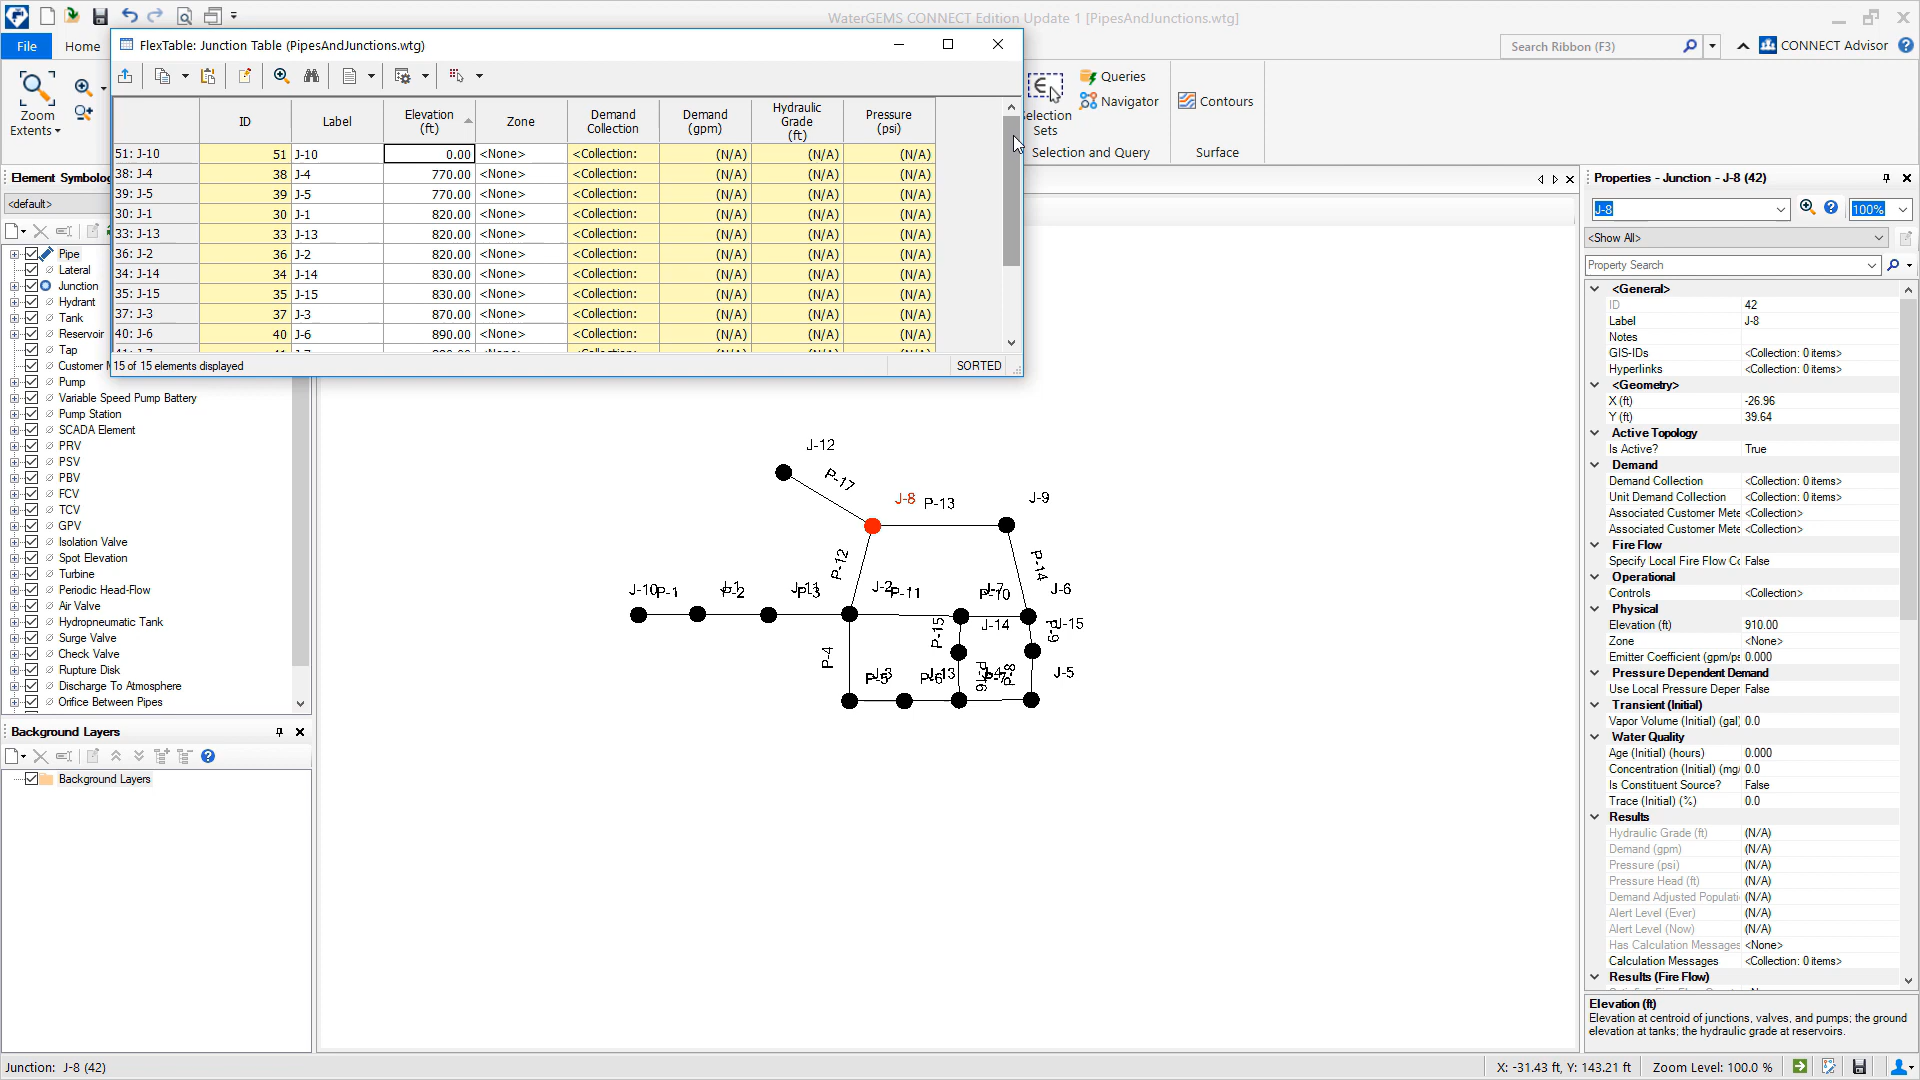 WaterGEMS CONNECT Edition Update 1 [PipesAndJunctions.wtg]
File
Home
Search Ribbon (F3)
CONNECT Advisor
FlexTable: Junction Table (PipesAndJunctions.wtg)
Zoom
Extents
Sets
Queries
Navigator
Selection and Query
Contours
Surface
ID
Label
Elevation
(ft)
Zone
Demand
Collection
Demand
(gpm)
Hydraulic
Grade
(ft)
Pressure
(psi)
51: J-10 51 J-10 0.00 <None> <Collection: (N/A) (N/A) (N/A)
38: J-4 38 J-4 770.00 <None> <Collection: (N/A) (N/A) (N/A)
39: J-5 39 J-5 770.00 <None> <Collection: (N/A) (N/A) (N/A)
30: J-1 30 J-1 820.00 <None> <Collection: (N/A) (N/A) (N/A)
33: J-13 33 J-13 820.00 <None> <Collection: (N/A) (N/A) (N/A)
36: J-2 36 J-2 820.00 <None> <Collection: (N/A) (N/A) (N/A)
34: J-14 34 J-14 830.00 <None> <Collection: (N/A) (N/A) (N/A)
35: J-15 35 J-15 830.00 <None> <Collection: (N/A) (N/A) (N/A)
37: J-3 37 J-3 870.00 <None> <Collection: (N/A) (N/A) (N/A)
40: J-6 40 J-6 890.00 <None> <Collection: (N/A) (N/A) (N/A)
15 of 15 elements displayed
SORTED
Element Symbolo
<default>
Pipe
Lateral
Junction
Hydrant
Tank
Reservoir
Tap
Customer M
Pump
Variable Speed Pump Battery
Pump Station
SCADA Element
PRV
PSV
PBV
FCV
TCV
GPV
Isolation Valve
Spot Elevation
Turbine
Periodic Head-Flow
Air Valve
Hydropneumatic Tank
Surge Valve
Check Valve
Rupture Disk
Discharge To Atmosphere
Orifice Between Pipes
Background Layers
Background Layers
J-12
P-17
J-8
P-13
J-9
P-12
P-14
J-10
P-1
J-1
P-2
J-11
P-3
J-2
P-11
J-7
P-10
J-6
P-15
J-14
P-9
J-15
P-4
J-3
P-5
P-6
J-13
P-16
J-4
P-7
P-8
J-5
Properties - Junction - J-8 (42)
J-8
100%
<Show All>
Property Search
<General>
ID 42
Label J-8
Notes
GIS-IDs <Collection: 0 items>
Hyperlinks <Collection: 0 items>
<Geometry>
X (ft) -26.96
Y (ft) 39.64
Active Topology
Is Active? True
Demand
Demand Collection <Collection: 0 items>
Unit Demand Collection <Collection: 0 items>
Associated Customer Mete <Collection>
Associated Customer Mete <Collection>
Fire Flow
Specify Local Fire Flow Co False
Operational
Controls <Collection>
Physical
Elevation (ft) 910.00
Zone <None>
Emitter Coefficient (gpm/ps 0.000
Pressure Dependent Demand
Use Local Pressure Deper False
Transient (Initial)
Vapor Volume (Initial) (gal 0.0
Water Quality
Age (Initial) (hours) 0.000
Concentration (Initial) (mg/ 0.0
Is Constituent Source? False
Trace (Initial) (%) 0.0
Results
Hydraulic Grade (ft) (N/A)
Demand (gpm) (N/A)
Pressure (psi) (N/A)
Pressure Head (ft) (N/A)
Demand Adjusted Populati (N/A)
Alert Level (Ever) (N/A)
Alert Level (Now) (N/A)
Has Calculation Messages <None>
Calculation Messages <Collection: 0 items>
Results (Fire Flow)
Elevation (ft)
Elevation at centroid of junctions, valves, and pumps; the ground
elevation at tanks; the hydraulic grade at reservoirs.
Junction: J-8 (42)
X: -31.43 ft, Y: 143.21 ft
Zoom Level: 100.0 %